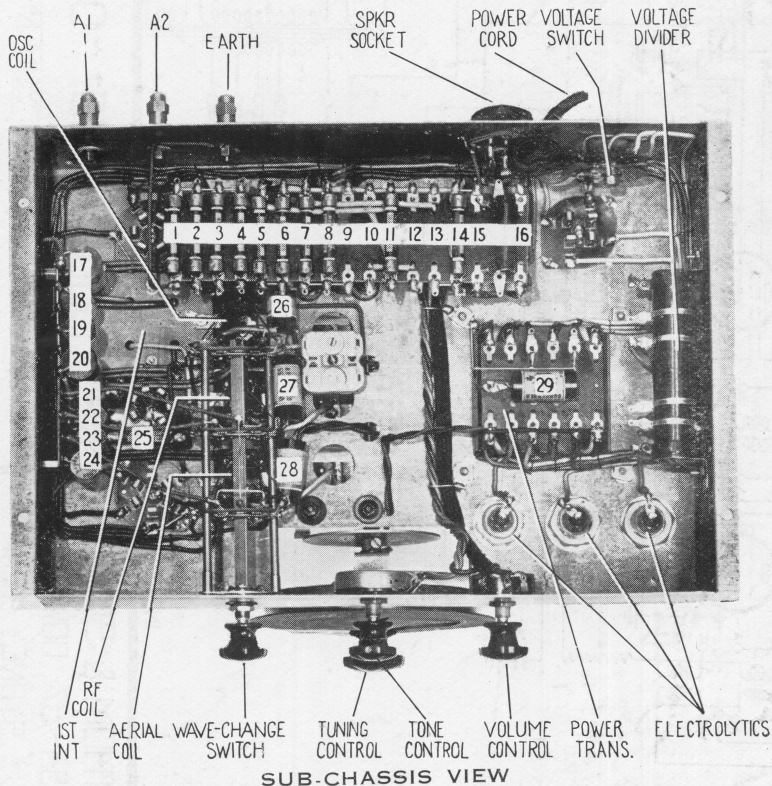 A1
A2
EARTH
OSC
COIL
SPKR
SOCKET
POWER
CORD
VOLTAGE
SWITCH
VOLTAGE
DIVIDER
1 2 3 4 5 6 7 8 9 10 11 12 13 14 15 16
17
18
19
20
21
22
23
24
25
26
27
28
29
1ST
INT
RF
COIL
AERIAL
COIL
WAVE-CHANGE
SWITCH
TUNING
CONTROL
TONE
CONTROL
VOLUME
CONTROL
POWER
TRANS.
ELECTROLYTICS
SUB-CHASSIS VIEW